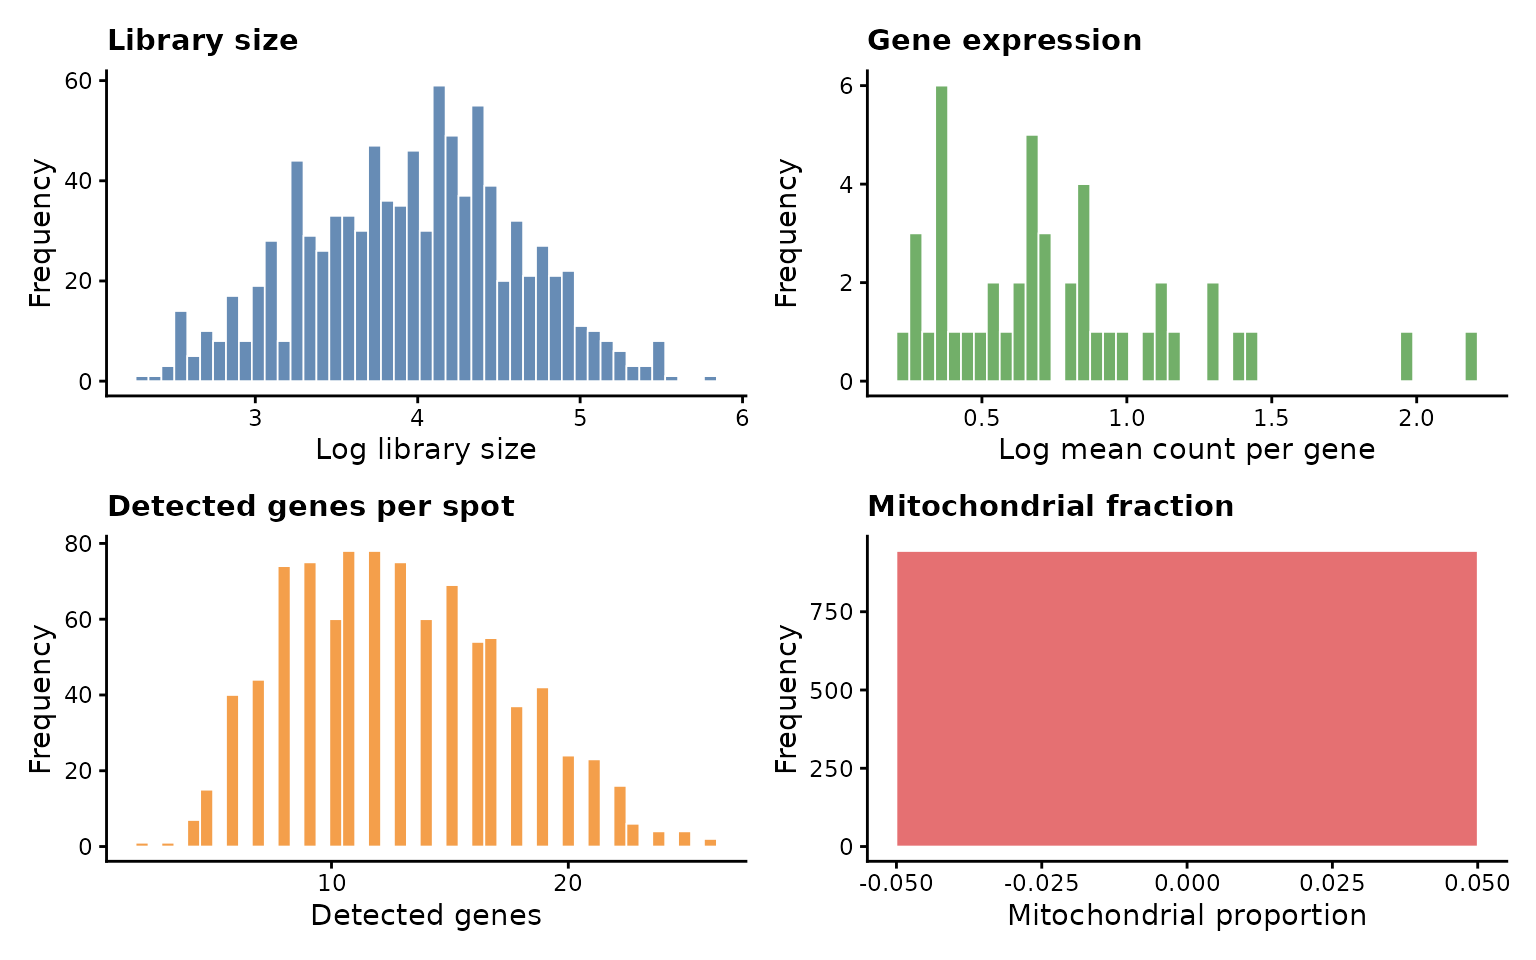 Library size
60
40
20
0
Frequency
3 4 5 6
Log library size
Gene expression
6
4
2
0
Frequency
0.5 1.0 1.5 2.0
Log mean count per gene
Detected genes per spot
80
60
40
20
0
Frequency
10 20
Detected genes
Mitochondrial fraction
750
500
250
0
Frequency
-0.050 -0.025 0.000 0.025 0.050
Mitochondrial proportion